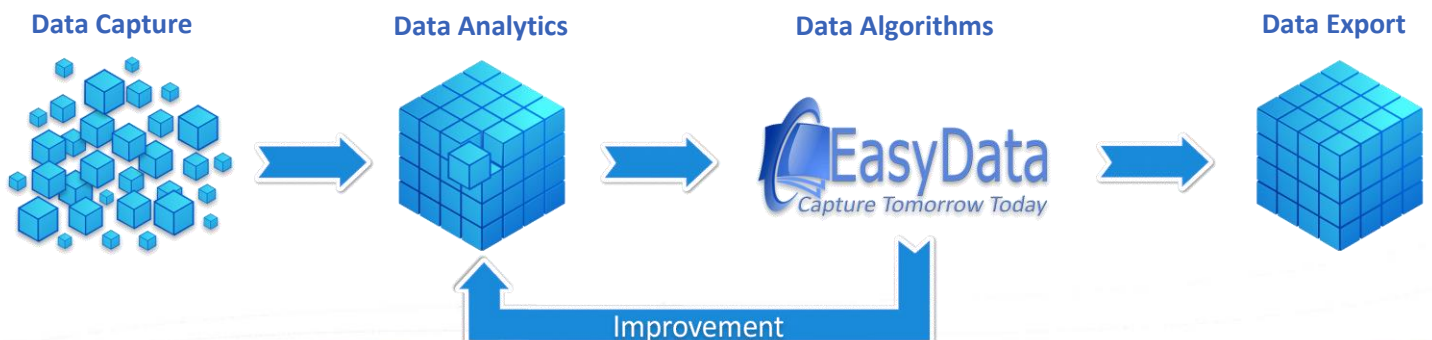 Data Capture
Data Analytics
Data Algorithms
Data Export
EasyData
Capture Tomorrow Today
Improvement